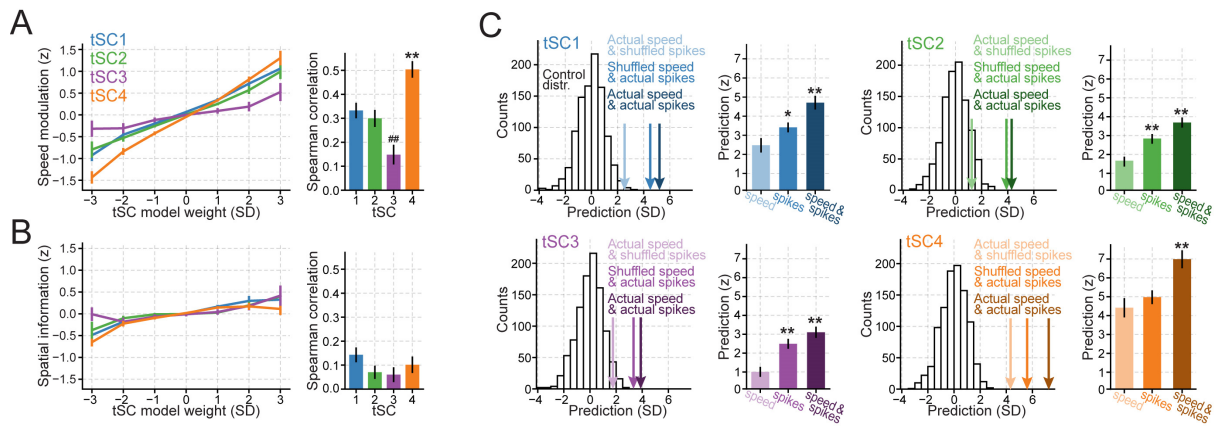 A
tSC1
tSC2
tSC3
tSC4
Speed modulation (z)
1.5
1.0
0.5
0.0
−0.5
−1.0
−1.5
−3 −2 −1 0 1 2 3
tSC model weight (SD)
Spearman correlation
0.5
0.4
0.3
0.2
0.1
0.0
##
**
1 2 3 4
tSC
B
Spatial information (z)
1.5
1.0
0.5
0.0
−0.5
−1.0
−1.5
−3 −2 −1 0 1 2 3
tSC model weight (SD)
Spearman correlation
0.5
0.4
0.3
0.2
0.1
0.0
1 2 3 4
tSC
C
tSC1
Control
distr.
Actual speed
& shuffled spikes
Shuffled speed
& actual spikes
Actual speed
& actual spikes
Counts
200
150
100
50
0
−4 −2 0 2 4 6
Prediction (SD)
Prediction (z)
7
6
5
4
3
2
1
0
*
**
speed
spikes
speed &
spikes
tSC2
Actual speed
& shuffled spikes
Shuffled speed
& actual spikes
Actual speed
& actual spikes
Counts
200
150
100
50
0
−4 −2 0 2 4 6
Prediction (SD)
Prediction (z)
7
6
5
4
3
2
1
0
**
**
speed
spikes
speed &
spikes
tSC3
Actual speed
& shuffled spikes
Shuffled speed
& actual spikes
Actual speed
& actual spikes
Counts
200
150
100
50
0
−4 −2 0 2 4 6
Prediction (SD)
Prediction (z)
7
6
5
4
3
2
1
0
**
**
speed
spikes
speed &
spikes
tSC4
Actual speed
& shuffled spikes
Shuffled speed
& actual spikes
Actual speed
& actual spikes
Counts
200
150
100
50
0
−4 −2 0 2 4 6
Prediction (SD)
Prediction (z)
7
6
5
4
3
2
1
0
**
speed
spikes
speed &
spikes